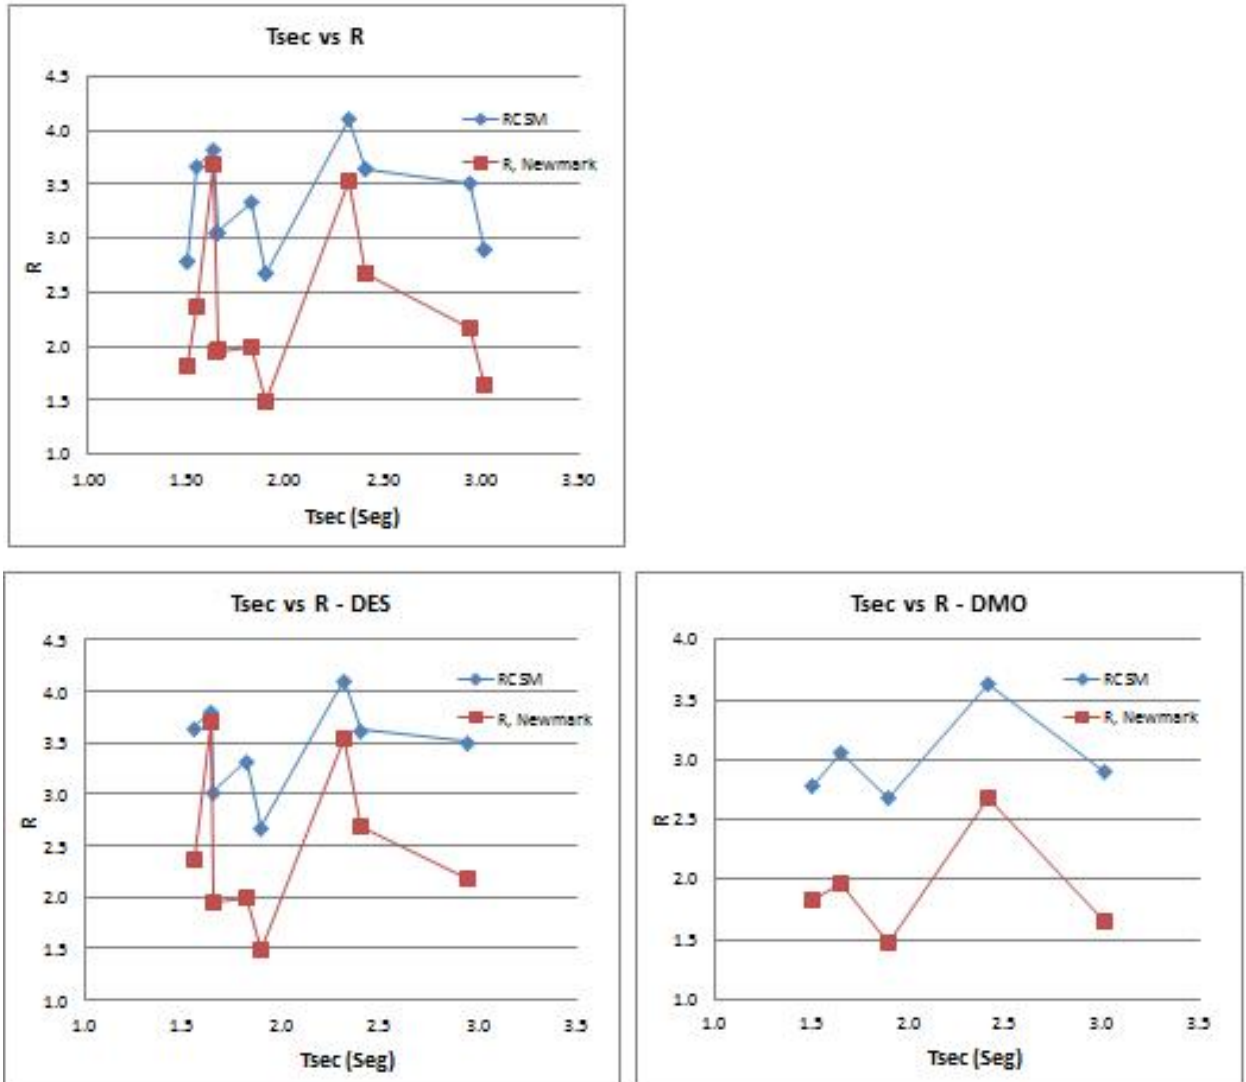 Tsec vs R
4.5
4.0
3.5
3.0
2.5
2.0
1.5
1.0
R
RCSM
R, Newmark
1.00 1.50 2.00 2.50 3.00 3.50
Tsec (Seg)
Tsec vs R - DES
4.5
4.0
3.5
3.0
2.5
2.0
1.5
1.0
R
RCSM
R, Newmark
1.0 1.5 2.0 2.5 3.0 3.5
Tsec (Seg)
Tsec vs R - DMO
4.0
3.5
3.0
2.5
2.0
1.5
1.0
R
RCSM
R, Newmark
1.0 1.5 2.0 2.5 3.0 3.5
Tsec (Seg)